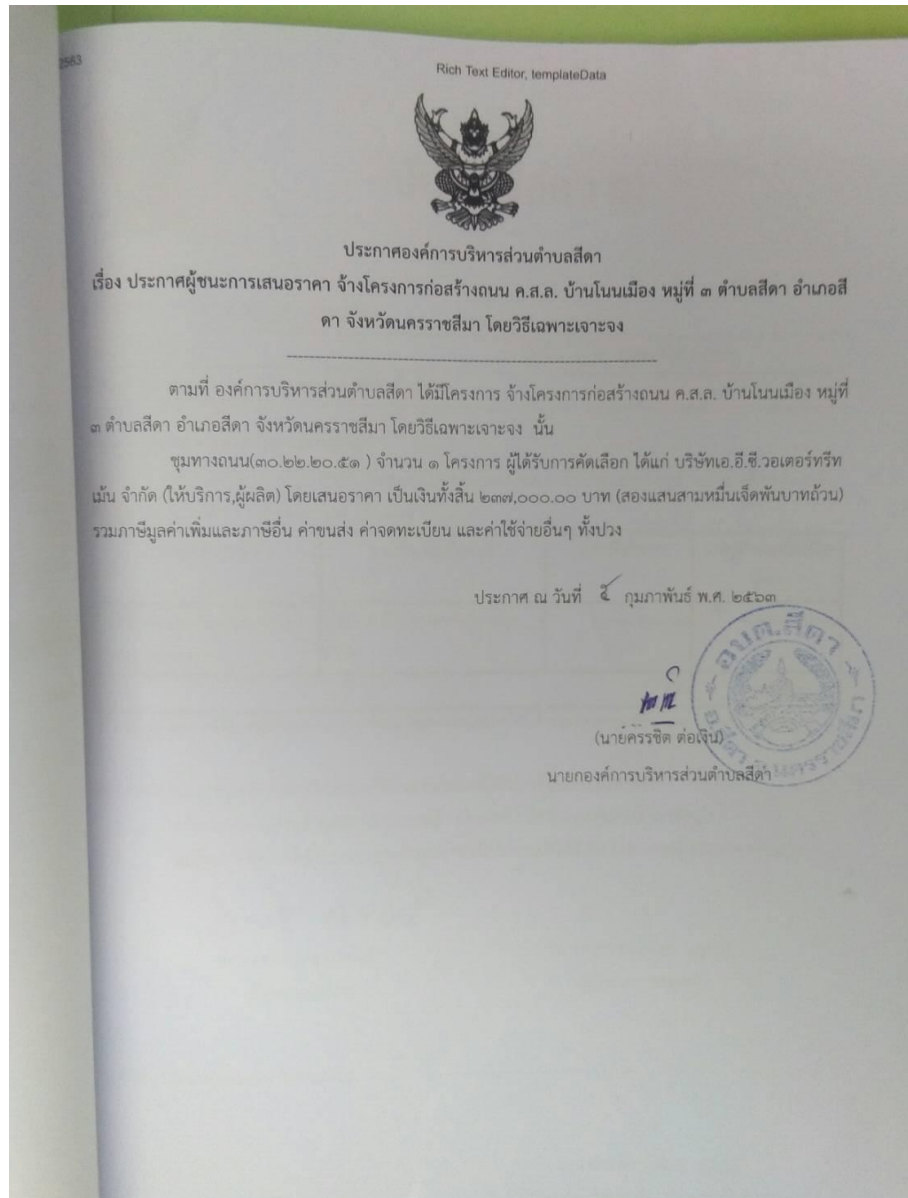 2563
Rich Text Editor, templateData
ประกาศองค์การบริหารส่วนตำบลสีดา
เรื่อง ประกาศผู้ชนะการเสนอราคา จ้างโครงการก่อสร้างถนน ค.ส.ล. บ้านโนนเมือง หมู่ที่ ๓ ตำบลสีดา อำเภอสี
ดา จังหวัดนครราชสีมา โดยวิธีเฉพาะเจาะจง
ตามที่ องค์การบริหารส่วนตำบลสีดา ได้มีโครงการ จ้างโครงการก่อสร้างถนน ค.ส.ล. บ้านโนนเมือง หมู่ที่
๓ ตำบลสีดา อำเภอสีดา จังหวัดนครราชสีมา โดยวิธีเฉพาะเจาะจง นั้น
ชุมทางถนน(๓๐.๒๒.๒๐.๕๑ ) จำนวน ๑ โครงการ ผู้ได้รับการคัดเลือก ได้แก่ บริษัทเอ.อี.ซี.วอเตอร์ทรีท
เม้น จำกัด (ให้บริการ,ผู้ผลิต) โดยเสนอราคา เป็นเงินทั้งสิ้น ๒๓๗,๐๐๐.๐๐ บาท (สองแสนสามหมื่นเจ็ดพันบาทถ้วน)
รวมภาษีมูลค่าเพิ่มและภาษีอื่น ค่าขนส่ง ค่าจดทะเบียน และค่าใช้จ่ายอื่นๆ ทั้งปวง
ประกาศ ณ วันที่ กุมภาพันธ์ พ.ศ. ๒๕๖๓
อบต.สีดา
(นายศรรชิต ต่อเงิน)
นายกองค์การบริหารส่วนตำบลสีดา